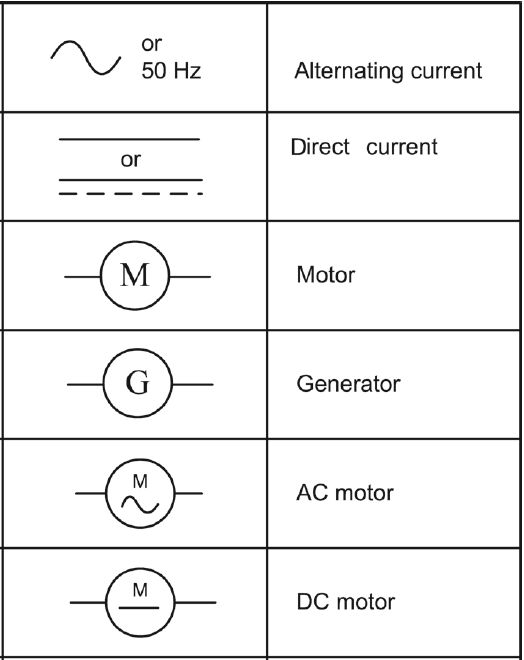 or
50 Hz
Alternating current
or
Direct current
M
Motor
G
Generator
M
AC motor
M
DC motor